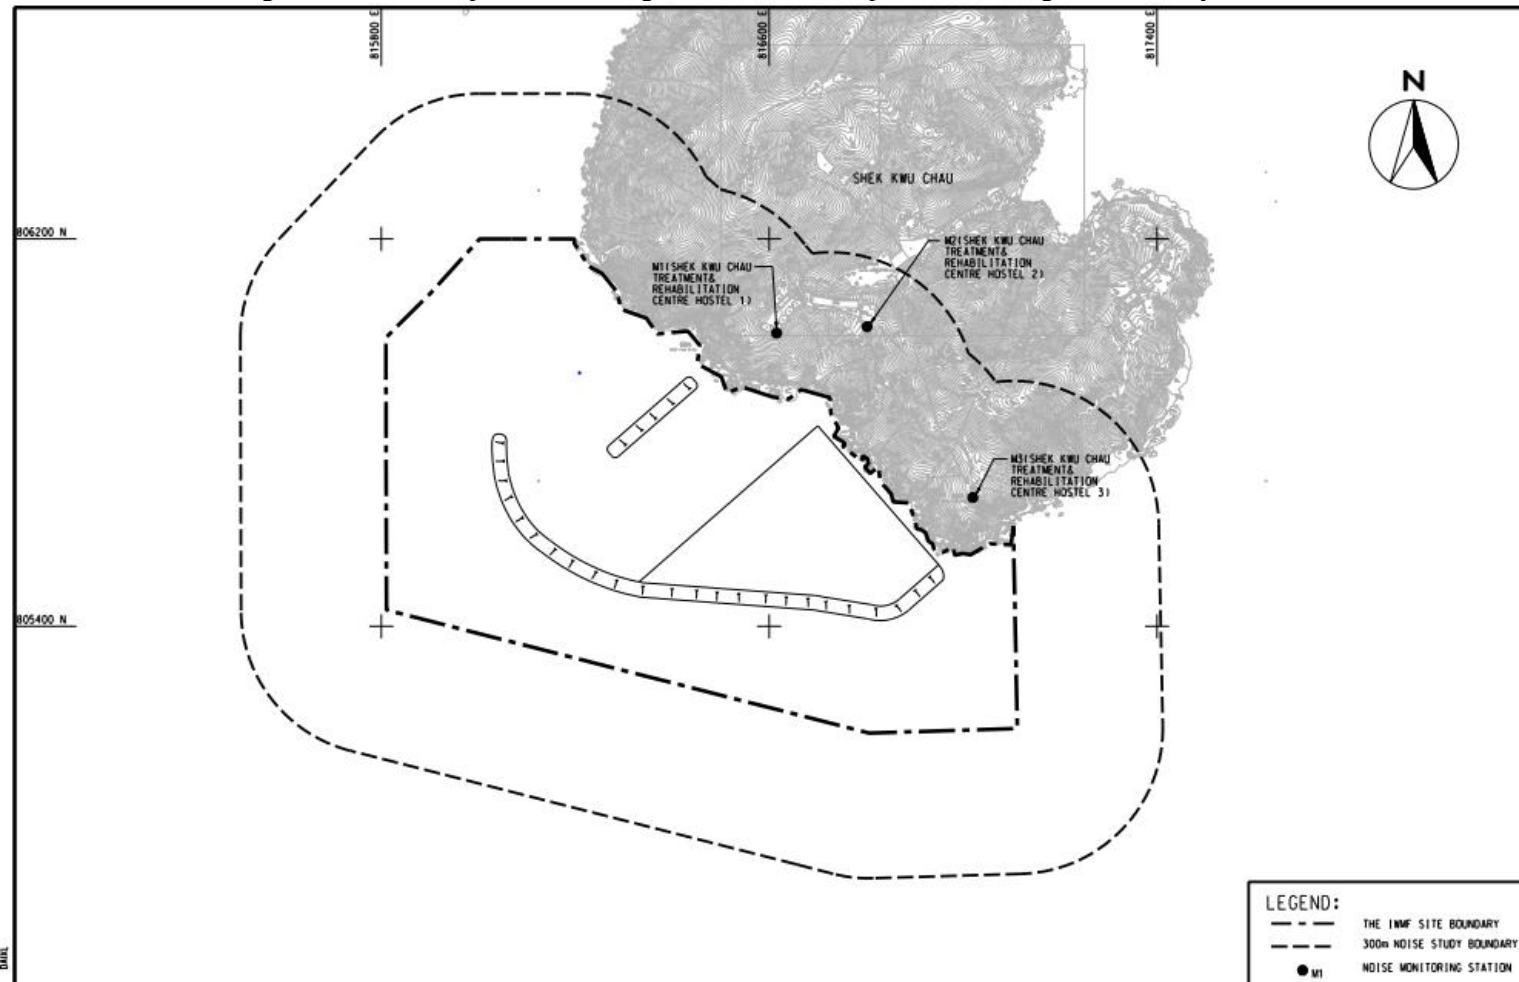 815800 E
816600 E
817400 E
N
SHEK KWU CHAU
806200 N
M2(SHEK KWU CHAU
TREATMENT&
REHABILITATION
CENTRE HOSTEL 2)
M1(SHEK KWU CHAU
TREATMENT&
REHABILITATION
CENTRE HOSTEL 1)
M3(SHEK KWU CHAU
TREATMENT&
REHABILITATION
CENTRE HOSTEL 3)
805400 N
LEGEND:
THE IWMF SITE BOUNDARY
300m NOISE STUDY BOUNDARY
M1 NOISE MONITORING STATION